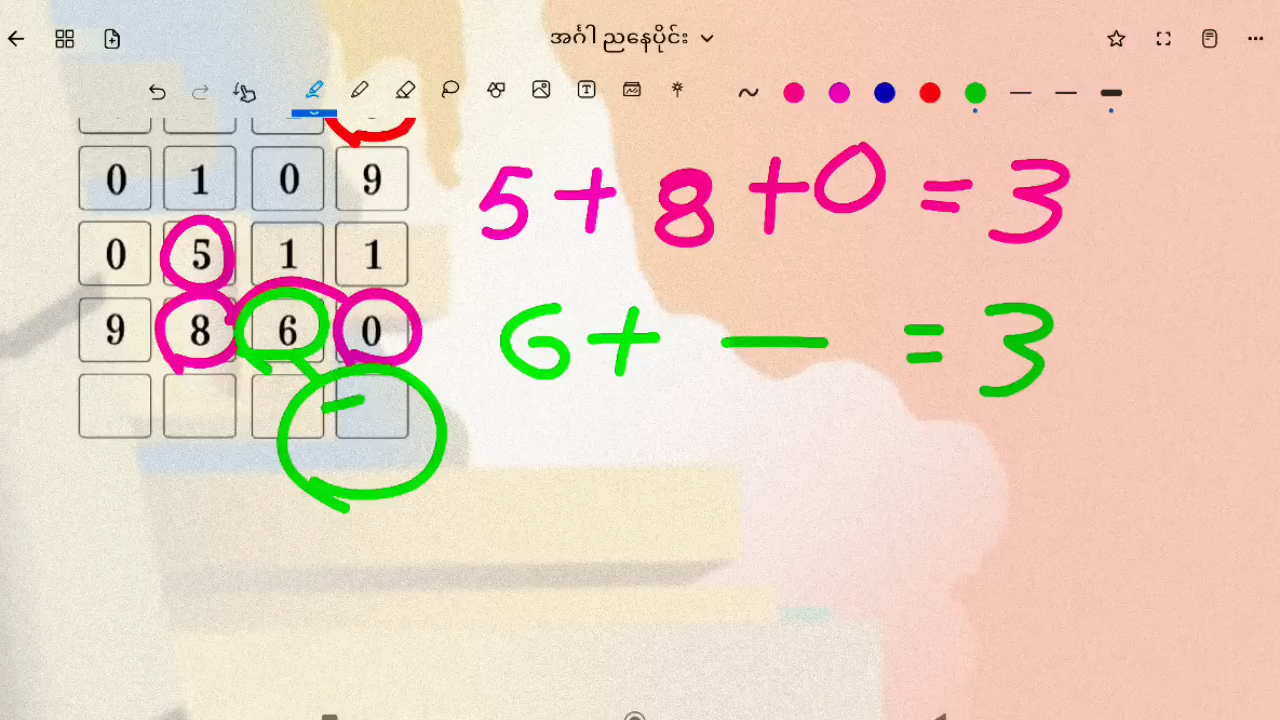 အင်္ဂါ ညနေပိုင်း
0 1 0 9
5 + 8 + 0 = 3
0 5 1 1
9 8 6 0
6 + _ = 3